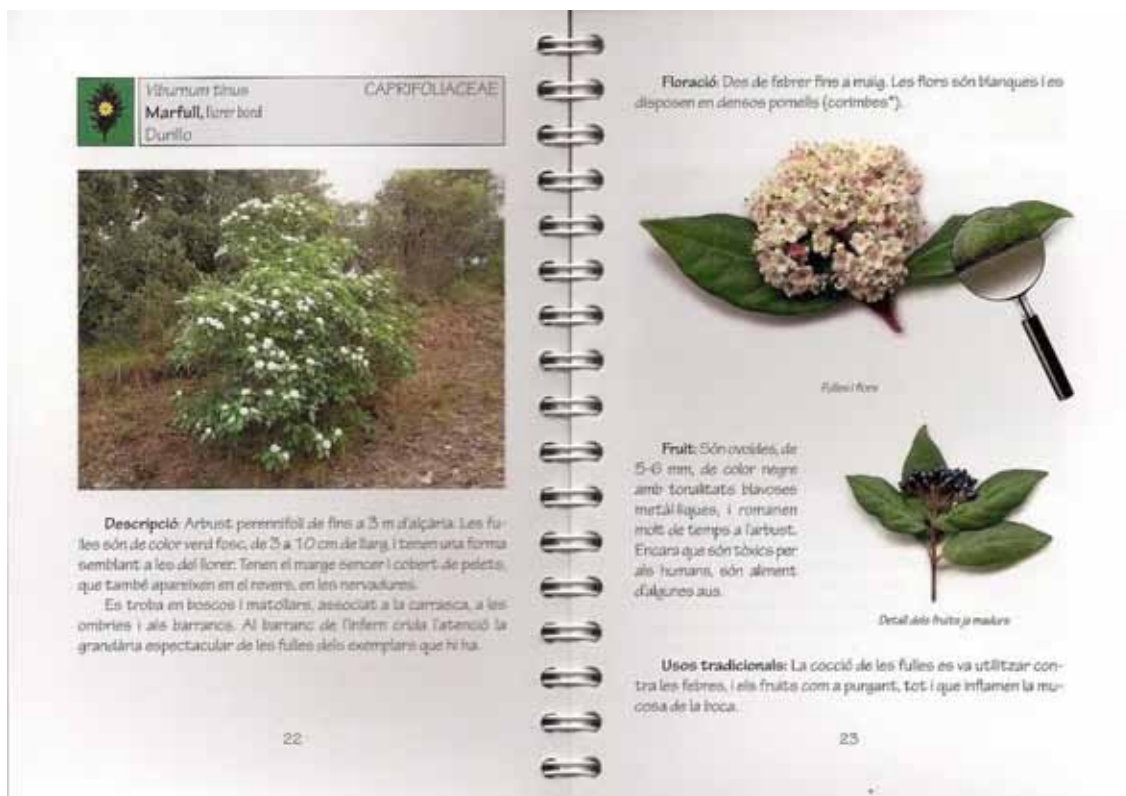 Viburnum tinus CAPRIFOLIACEAE
Marfull, llorer bord
Durillo
Descripció: Arbust perennifoli de fins a 3 m d'alçària. Les fu-
lles són de color verd fosc, de 3 a 10 cm de llarg, i tenen una forma
semblant a les del llorer. Tenen el marge sencer i cobert de pelets,
que també apareixen en el revers, en les nervadures.
Es troba en boscos i matollars, associat a la carrasca, a les
ombries i als barrancs. Al barranc de l'infern crida l'atenció la
grandària espectacular de les fulles dels exemplars que hi ha.
22
Floració: Des de febrer fins a maig. Les flors són blanques i es
disposen en densos pomells (corimbes*).
Fulles i flors
Fruit: Són ovoides, de
5-6 mm, de color negre
amb tonalitats blavoses
metàl·liques, i romanen
molt de temps a l'arbust.
Encara que són tòxics per
als humans, són aliment
d'algunes aus.
Detall dels fruits ja madurs
Usos tradicionals: La cocció de les fulles es va utilitzar con-
tra les febres, i els fruits com a purgant, tot i que inflamen la mu-
cosa de la boca.
23